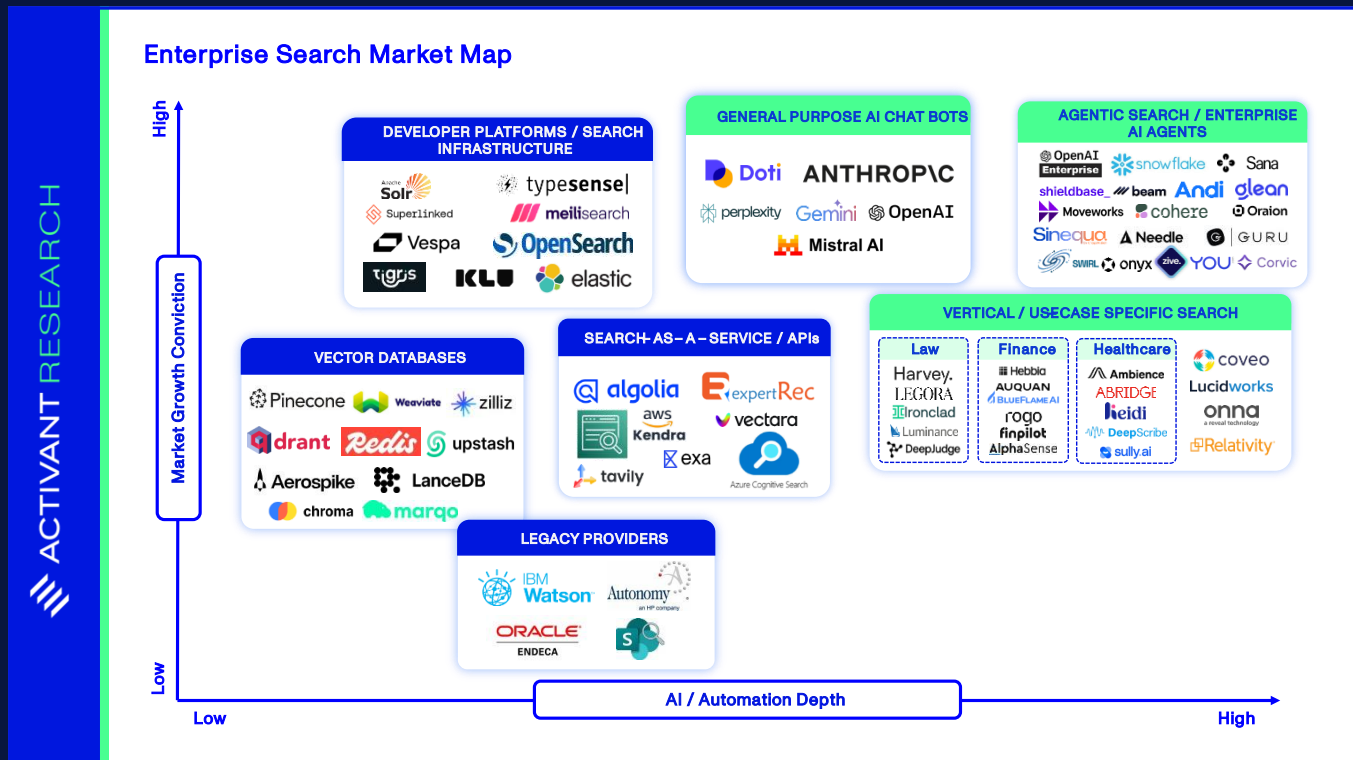 Enterprise Search Market Map
ACTIVANT RESEARCH
High
Market Growth Conviction
Low
Low
AI / Automation Depth
High
DEVELOPER PLATFORMS / SEARCH
INFRASTRUCTURE
Apache
Solr
typesense|
Superlinked
meilisearch
Vespa
OpenSearch
Tigris
KLU
elastic
GENERAL PURPOSE AI CHAT BOTS
Doti
ANTHROP\C
perplexity
Gemini
OpenAI
Mistral AI
AGENTIC SEARCH / ENTERPRISE
AI AGENTS
OpenAI
Enterprise
snowflake
Sana
shieldbase_
beam
Andi
glean
Moveworks
cohere
Oraion
Sinequa
Needle
G | GURU
SWIRL
onyx
zive.
YOU
Corvic
VERTICAL / USECASE SPECIFIC SEARCH
Law
Harvey.
LEGORA
Ironclad
Luminance
DeepJudge
Finance
Hebbia
AUQUAN
BLUEFLAME AI
rogo
finpilot
AlphaSense
Healthcare
Ambience
ABRIDGE
Heidi
DeepScribe
sully.ai
coveo
Lucidworks
onna
a reveal technology
Relativity
VECTOR DATABASES
Pinecone
Weaviate
zilliz
drant
Redis
upstash
Aerospike
LanceDB
chroma
marqo
SEARCH-AS-A-SERVICE / APIs
algolia
expertRec
aws
Kendra
vectara
exa
tavily
Azure Cognitive Search
LEGACY PROVIDERS
IBM
Watson
Autonomy
an HP company
ORACLE
ENDECA
S